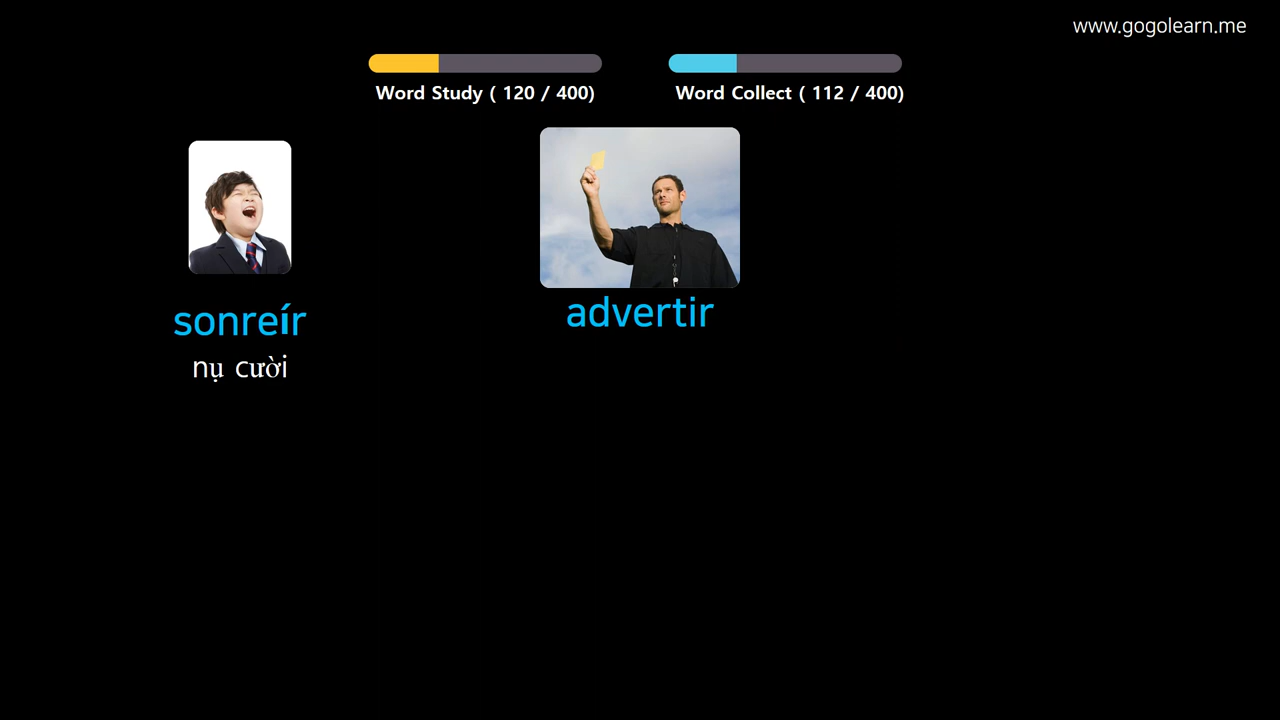 www.gogolearn.me
Word Study ( 120 / 400)
Word Collect ( 112 / 400)
sonreír
nụ cười
advertir